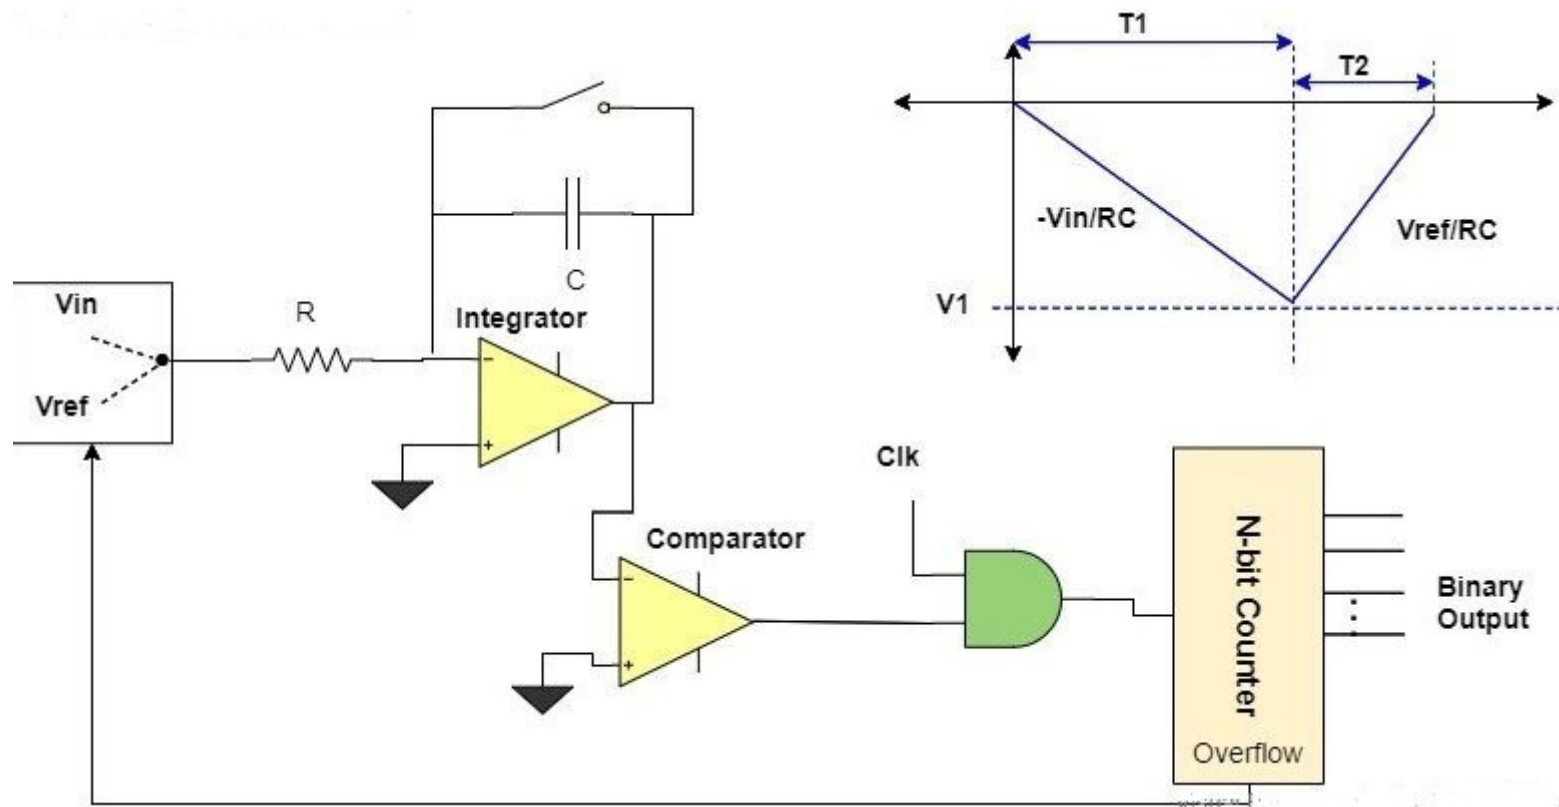 T1
T2
-Vin/RC
Vref/RC
V1
C
Vin
R
Integrator
Vref
-
+
Clk
Comparator
-
+
N-bit Counter
Binary
Output
Overflow